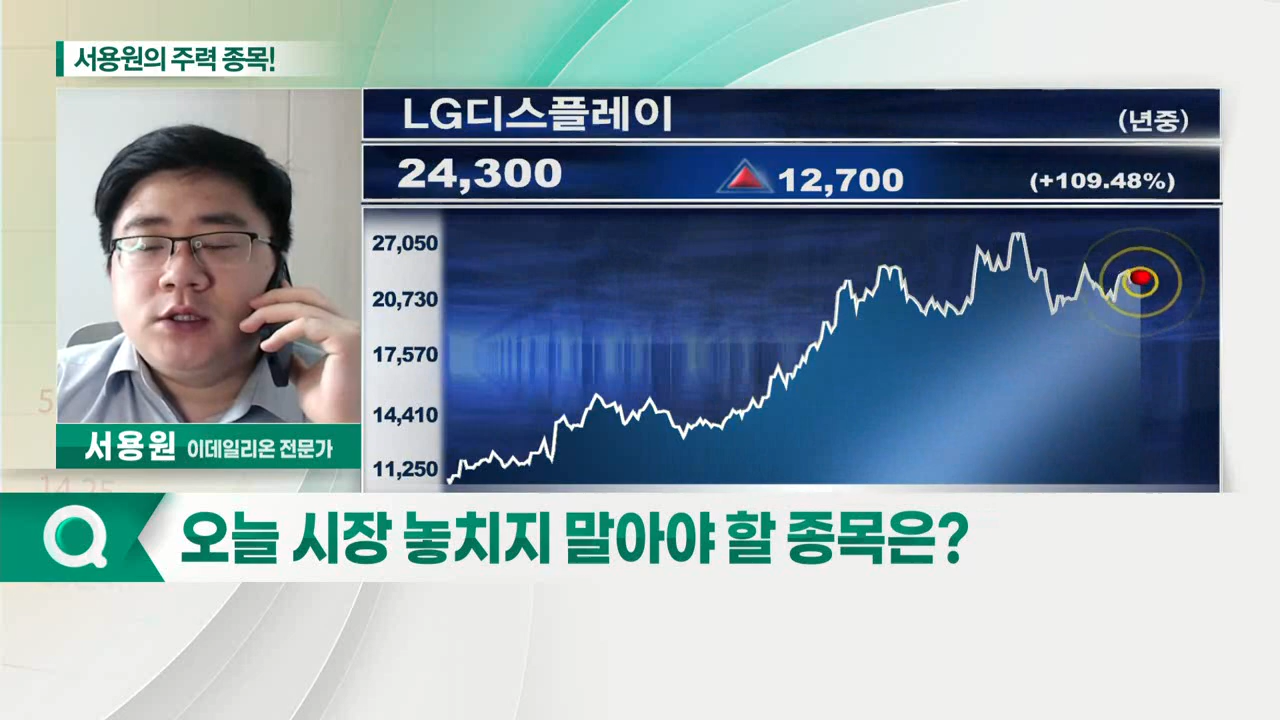 서용원의 주력 종목!
LG디스플레이 (년중)
24,300 12,700 (+109.48%)
27,050
20,730
17,570
14,410
11,250
서용원 이데일리온 전문가
오늘 시장 놓치지 말아야 할 종목은?